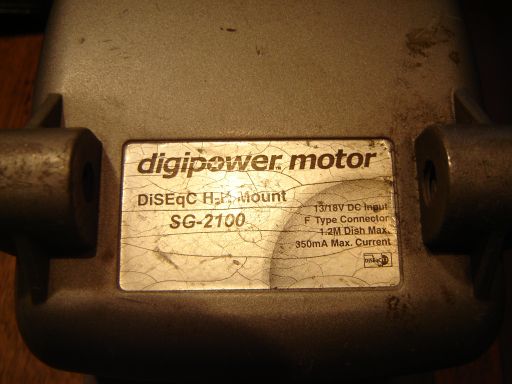 digipower motor
DiSEqC H-H Mount
SG-2100
13/18V DC Input
F Type Connector
1.2M Dish Max.
350mA Max. Current